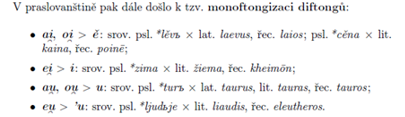 V praslovanštině pak dále došlo k tzv. monoftongizaci diftongů:
• ai̯, oi̯ > ě: srov. psl. *lěvъ × lat. laevus, řec. laios; psl. *cěna × lit.
kaina, řec. poinē;
• ei̯ > i: srov. psl. *zima × lit. žiema, řec. kheimōn;
• au̯, ou̯ > u: srov. psl. *turъ × lat. taurus, lit. tauras, řec. tauros;
• eu̯ > 'u: srov. psl. *ljudьje × lit. liaudis, řec. eleutheros.